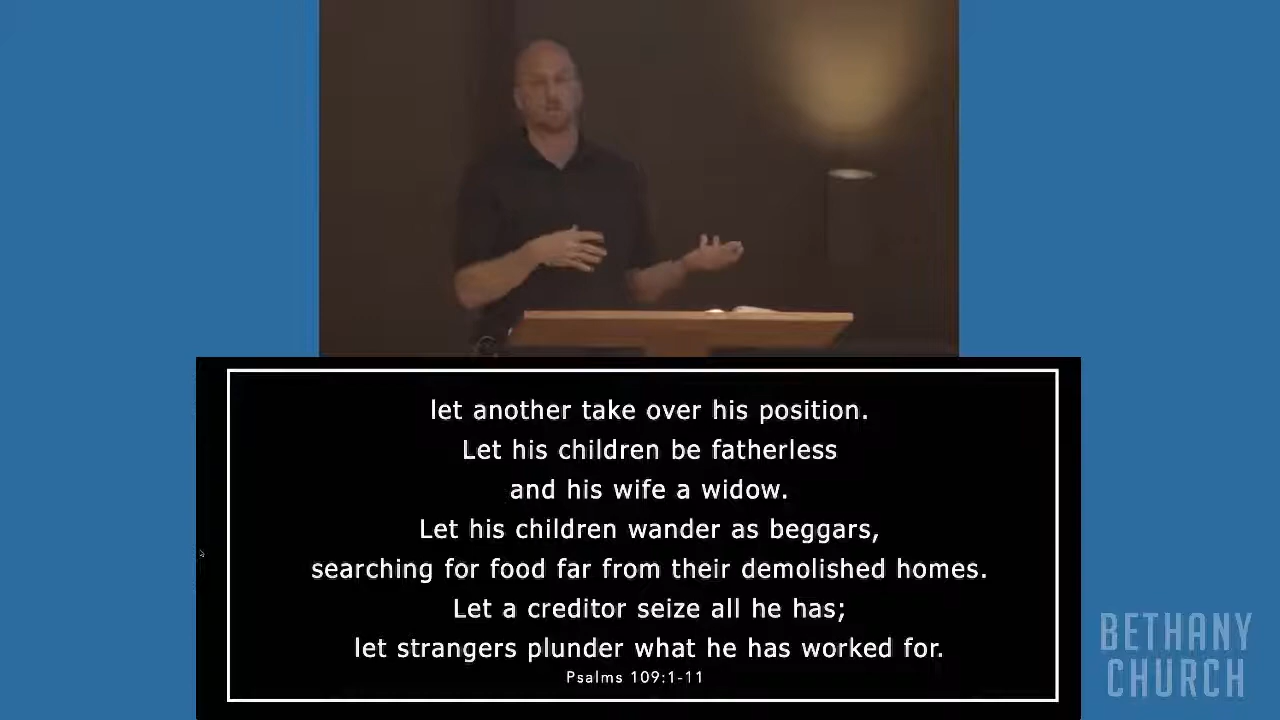 let another take over his position.
Let his children be fatherless
and his wife a widow.
Let his children wander as beggars,
searching for food far from their demolished homes.
Let a creditor seize all he has;
let strangers plunder what he has worked for.
Psalms 109:1-11
BETHANY
CHURCH